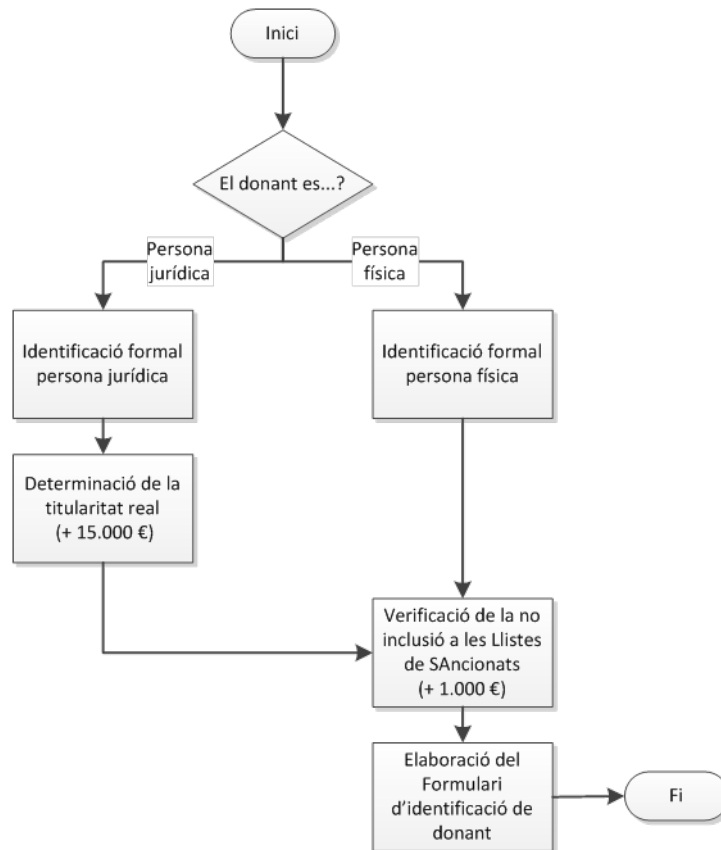 Inici
El donant es...?
Persona
jurídica
Persona
física
Identificació formal
persona jurídica
Identificació formal
persona física
Determinació de la
titularitat real
(+ 15.000 €)
Verificació de la no
inclusió a les Llistes
de SAncionats
(+ 1.000 €)
Elaboració del
Formulari
d’identificació de
donant
Fi